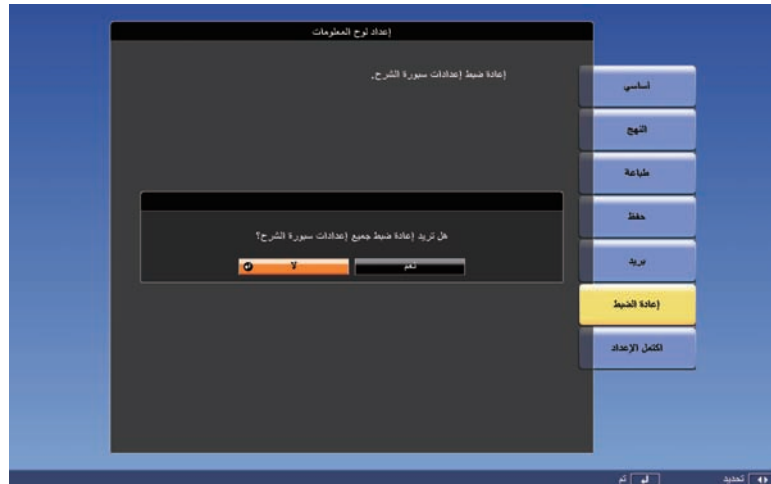 إعداد لوح المعلومات
إعادة ضبط إعدادات سبورة الشرح.
أساسي
النهج
طباعة
حفظ
بريد
إعادة الضبط
اكتمل الإعداد
هل تريد إعادة ضبط جميع إعدادات سبورة الشرح؟
نعم
لا
تحديد
تم